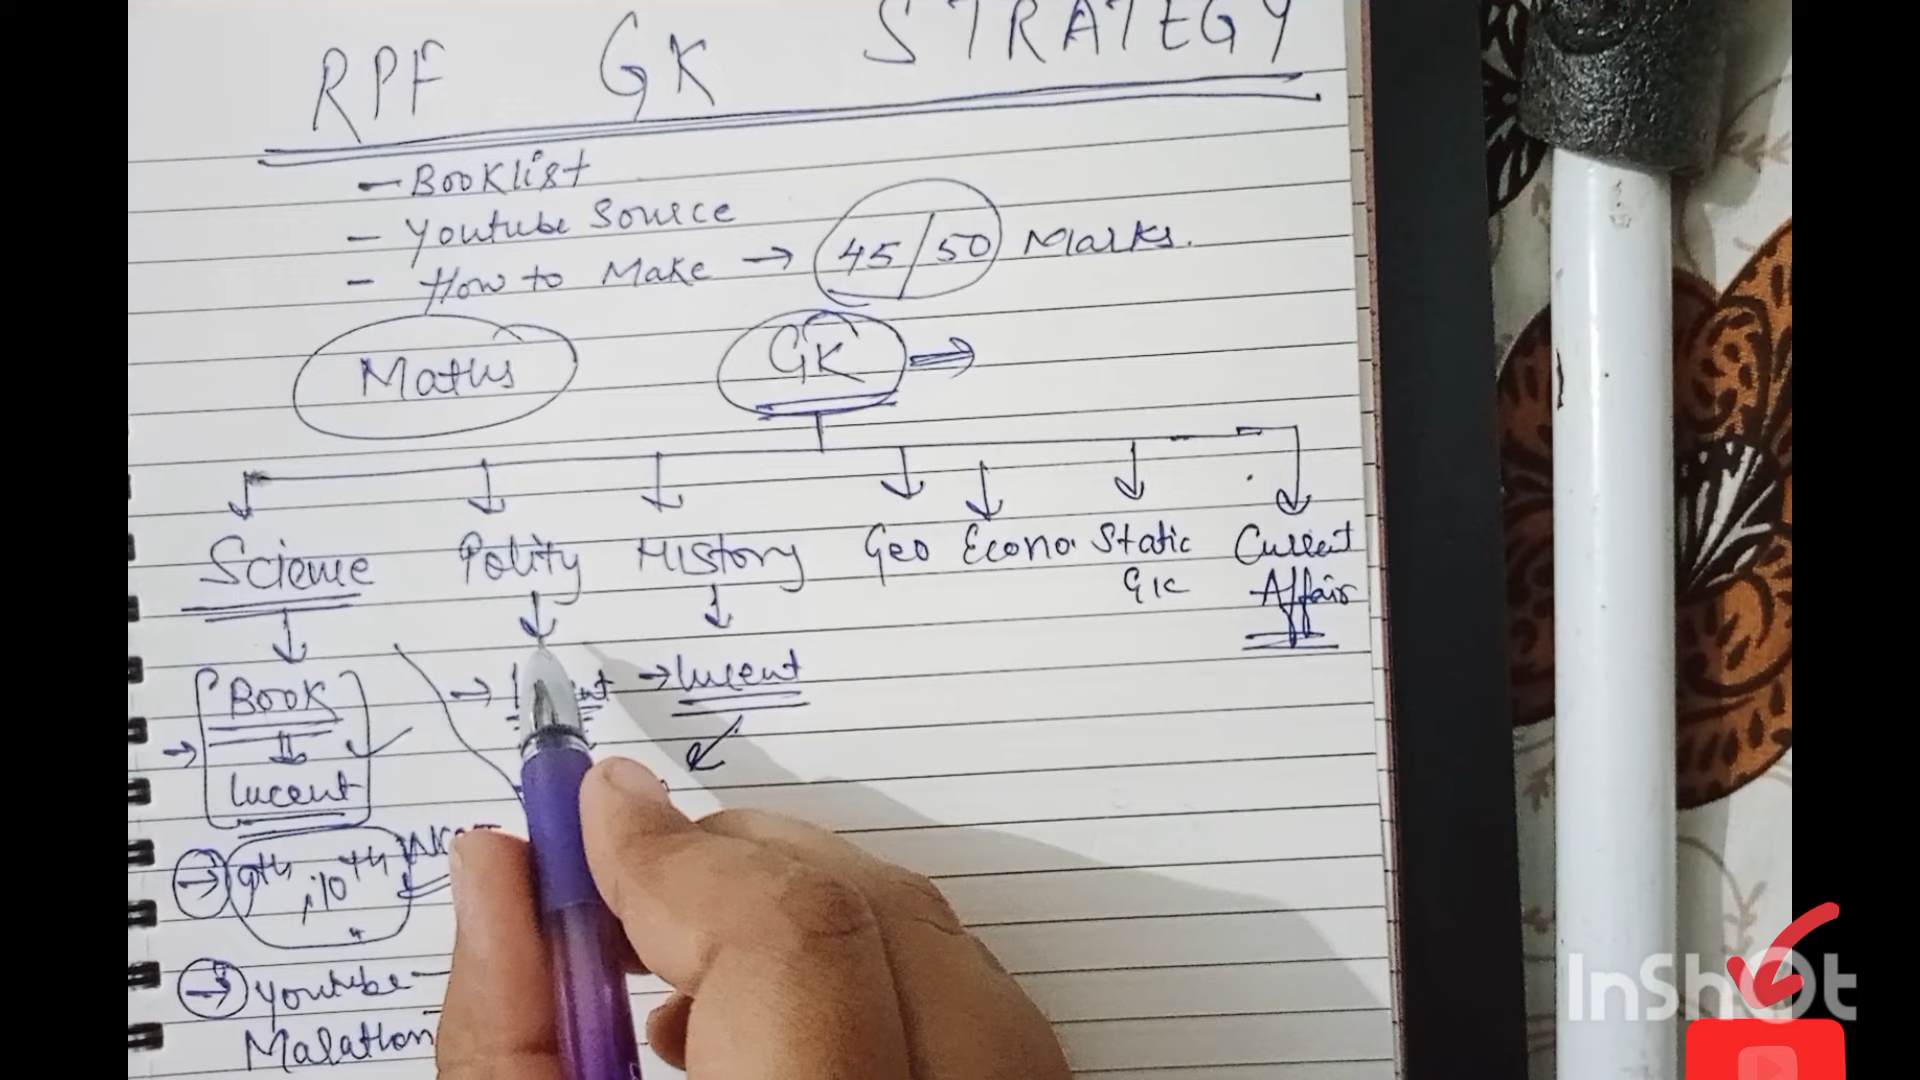 RPF GK STRATEGY
- Booklist
- Youtube Source
- How to Make → 45/50 Marks.
Maths GK ⇒
Science Polity History Geo Econo. Static GK Current Affair
Book
→ Lucent
→ Lucent
→ 9th, 10th
→ Youtube -
Marathon
InShOt